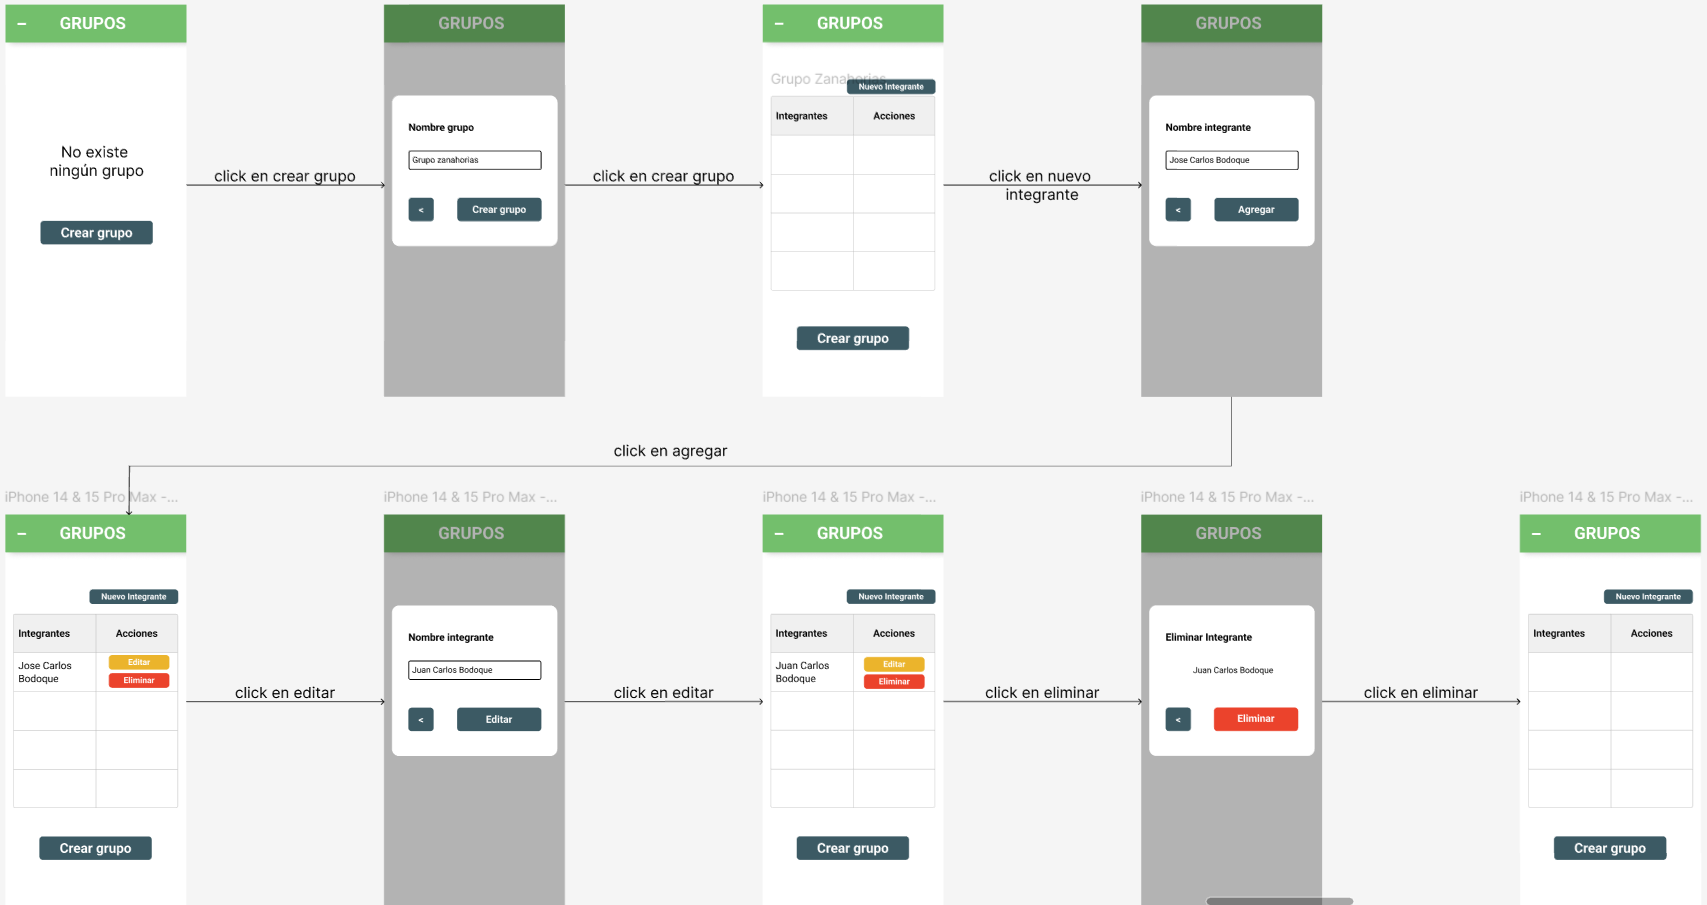 GRUPOS
No existe
ningún grupo
Crear grupo
click en crear grupo
GRUPOS
Nombre grupo
Grupo zanahorias
<
Crear grupo
click en crear grupo
GRUPOS
Grupo Zanahorias
Nuevo Integrante
Integrantes
Acciones
Crear grupo
click en nuevo
integrante
GRUPOS
Nombre integrante
Jose Carlos Bodoque
<
Agregar
click en agregar
iPhone 14 & 15 Pro Max -...
GRUPOS
Nuevo Integrante
Integrantes
Acciones
Jose Carlos
Bodoque
Editar
Eliminar
Crear grupo
click en editar
iPhone 14 & 15 Pro Max -...
GRUPOS
Nombre integrante
Juan Carlos Bodoque
<
Editar
click en editar
iPhone 14 & 15 Pro Max -...
GRUPOS
Nuevo Integrante
Integrantes
Acciones
Juan Carlos
Bodoque
Editar
Eliminar
Crear grupo
click en eliminar
iPhone 14 & 15 Pro Max -...
GRUPOS
Eliminar Integrante
Juan Carlos Bodoque
<
Eliminar
click en eliminar
iPhone 14 & 15 Pro Max -...
GRUPOS
Nuevo Integrante
Integrantes
Acciones
Crear grupo